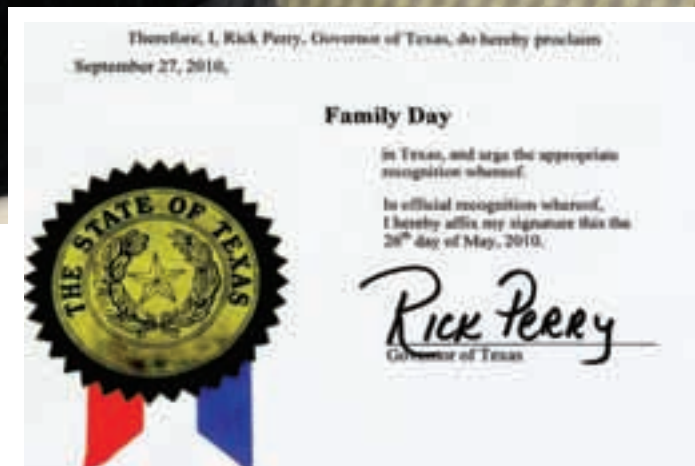 Therefore, I, Rick Perry, Governor of Texas, do hereby proclaim
September 27, 2010,
Family Day
in Texas, and urge the appropriate
recognition whereof.
In official recognition whereof,
I hereby affix my signature this the
28th day of May, 2010.
THE STATE OF TEXAS
RICK PERRY
Governor of Texas